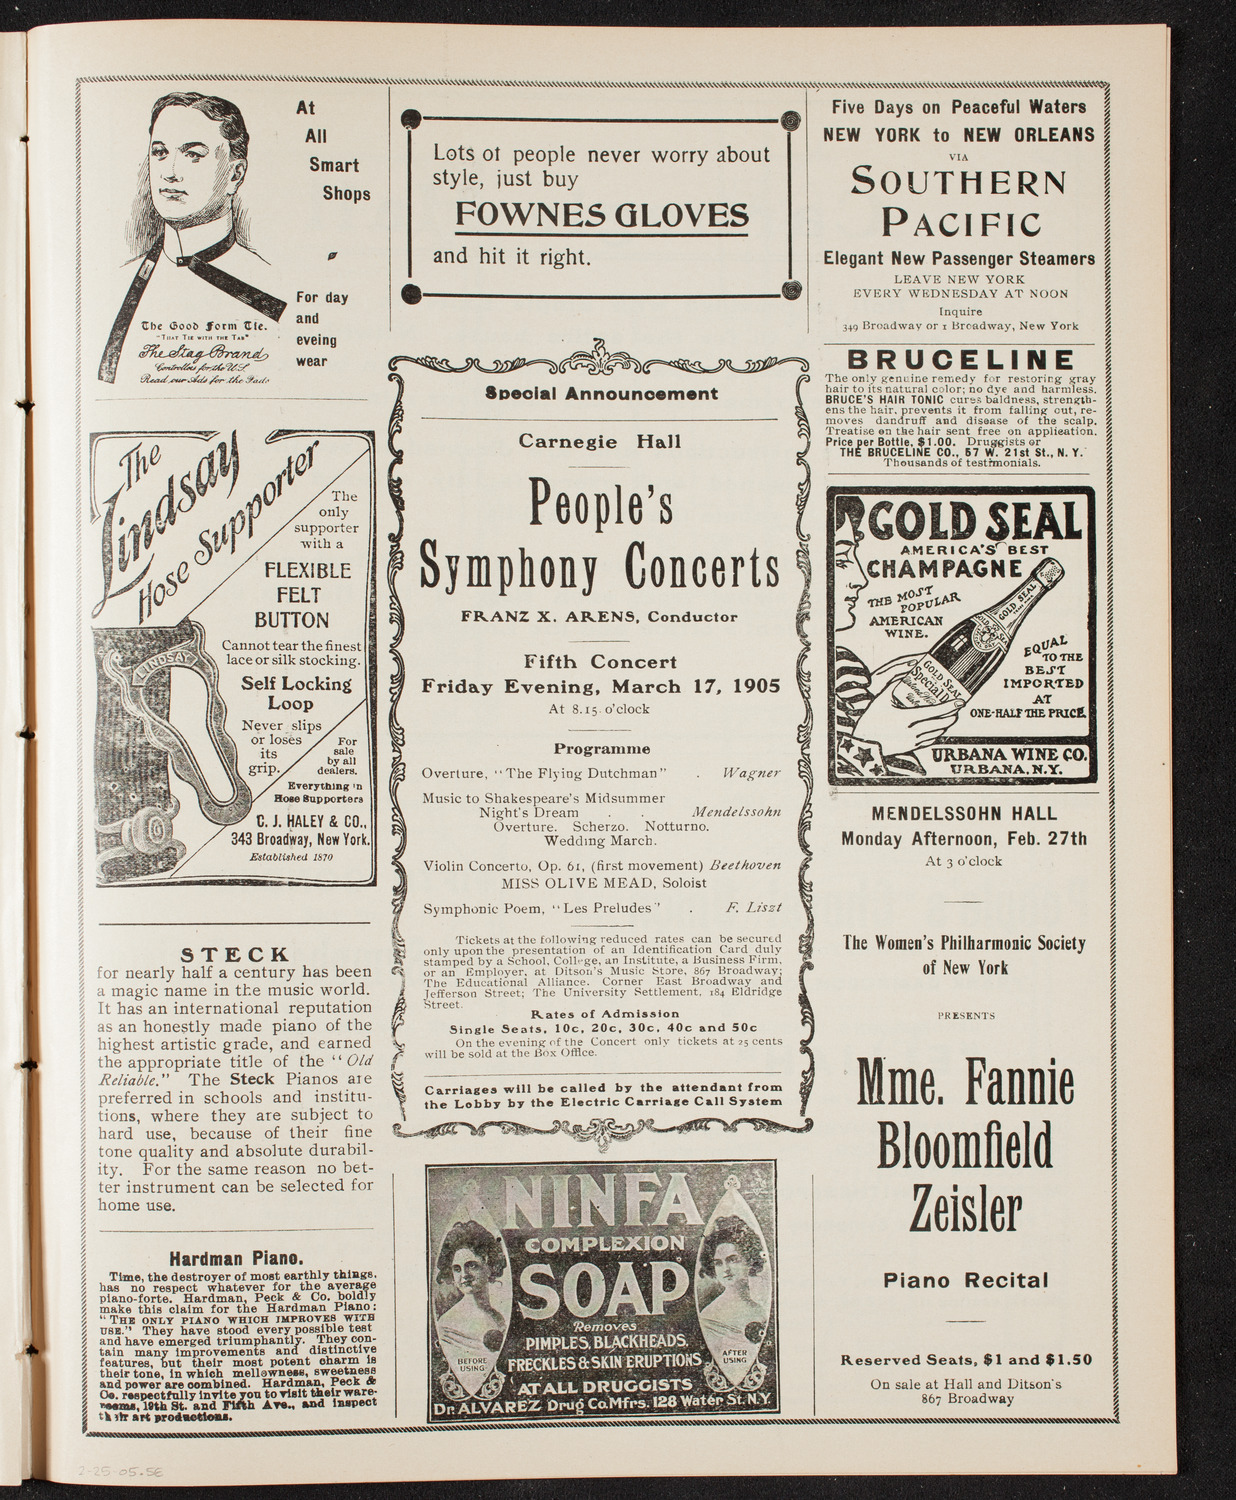 At
All
Smart
Shops
For day
and
eveing
wear
The Good Form Tie.
"That Tie with the Tab"
The Stag Brand
Controllers for the U.S.
Read our Ads for the Fads
The
Lindsay
Hose Supporter
The
only
supporter
with a
FLEXIBLE
FELT
BUTTON
Cannot tear the finest
lace or silk stocking.
Self Locking
Loop
Never slips
or loses
its
grip.
For
sale
by all
dealers.
LINDSAY
Everything in
Hose Supporters
C. J. HALEY & CO.,
343 Broadway, New York.
Established 1870
STECK
for nearly half a century has been
a magic name in the music world.
It has an international reputation
as an honestly made piano of the
highest artistic grade, and earned
the appropriate title of the "Old
Reliable." The Steck Pianos are
preferred in schools and institu-
tions, where they are subject to
hard use, because of their fine
tone quality and absolute durabil-
ity. For the same reason no bet-
ter instrument can be selected for
home use.
Hardman Piano.
Time, the destroyer of most earthly things,
has no respect whatever for the average
piano-forte. Hardman, Peck & Co. boldly
make this claim for the Hardman Piano:
"THE ONLY PIANO WHICH IMPROVES WITH
USE." They have stood every possible test
and have emerged triumphantly. They con-
tain many improvements and distinctive
features, but their most potent charm is
their tone, in which mellowness, sweetness
and power are combined. Hardman, Peck &
Co. respectfully invite you to visit their ware-
rooms, 19th St. and Fifth Ave., and inspect
their art productions.
Lots of people never worry about
style, just buy
FOWNES GLOVES
and hit it right.
Special Announcement
Carnegie Hall
People's
Symphony Concerts
FRANZ X. ARENS, Conductor
Fifth Concert
Friday Evening, March 17, 1905
At 8.15 o'clock
Programme
Overture, "The Flying Dutchman" . Wagner
Music to Shakespeare's Midsummer
Night's Dream . . Mendelssohn
Overture. Scherzo. Notturno.
Wedding March.
Violin Concerto, Op. 61, (first movement) Beethoven
MISS OLIVE MEAD, Soloist
Symphonic Poem, "Les Preludes" . F. Liszt
Tickets at the following reduced rates can be secured
only upon the presentation of an Identification Card duly
stamped by a School, College, an Institute, a Business Firm,
or an Employer, at Ditson's Music Store, 867 Broadway;
The Educational Alliance. Corner East Broadway and
Jefferson Street; The University Settlement, 184 Eldridge
Street.
Rates of Admission
Single Seats, 10c, 20c, 30c, 40c and 50c
On the evening of the Concert only tickets at 25 cents
will be sold at the Box Office.
Carriages will be called by the attendant from
the Lobby by the Electric Carriage Call System
NINFA
COMPLEXION
SOAP
Removes
PIMPLES, BLACKHEADS,
FRECKLES & SKIN ERUPTIONS
BEFORE
USING
AFTER
USING
AT ALL DRUGGISTS
Dr. ALVAREZ Drug Co. Mfrs. 128 Water St. N.Y.
Five Days on Peaceful Waters
NEW YORK to NEW ORLEANS
VIA
SOUTHERN
PACIFIC
Elegant New Passenger Steamers
LEAVE NEW YORK
EVERY WEDNESDAY AT NOON
Inquire
349 Broadway or 1 Broadway, New York
BRUCELINE
The only genuine remedy for restoring gray
hair to its natural color; no dye and harmless.
BRUCE'S HAIR TONIC cures baldness, strength-
ens the hair, prevents it from falling out, re-
moves dandruff and disease of the scalp.
Treatise on the hair sent free on application.
Price per Bottle, $1.00. Druggists or
THE BRUCELINE CO., 57 W. 21st St., N. Y.
Thousands of testimonials.
GOLD SEAL
AMERICA'S BEST
CHAMPAGNE
THE MOST
POPULAR
AMERICAN
WINE.
GOLD SEAL
GOLD SEAL
Special Dry
EQUAL
TO THE
BEST
IMPORTED
AT
ONE-HALF THE PRICE
URBANA WINE CO.
URBANA, N.Y.
MENDELSSOHN HALL
Monday Afternoon, Feb. 27th
At 3 o'clock
The Women's Philharmonic Society
of New York
PRESENTS
Mme. Fannie
Bloomfield
Zeisler
Piano Recital
Reserved Seats, $1 and $1.50
On sale at Hall and Ditson's
867 Broadway
2-25-05.5E